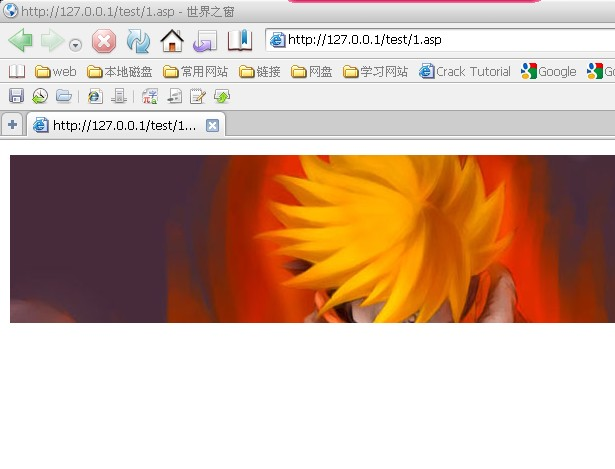 http://127.0.0.1/test/1.asp - 世界之窗
http://127.0.0.1/test/1.asp
web 本地磁盘 常用网站 链接 网盘 学习网站 Crack Tutorial Google
http://127.0.0.1/test/1...